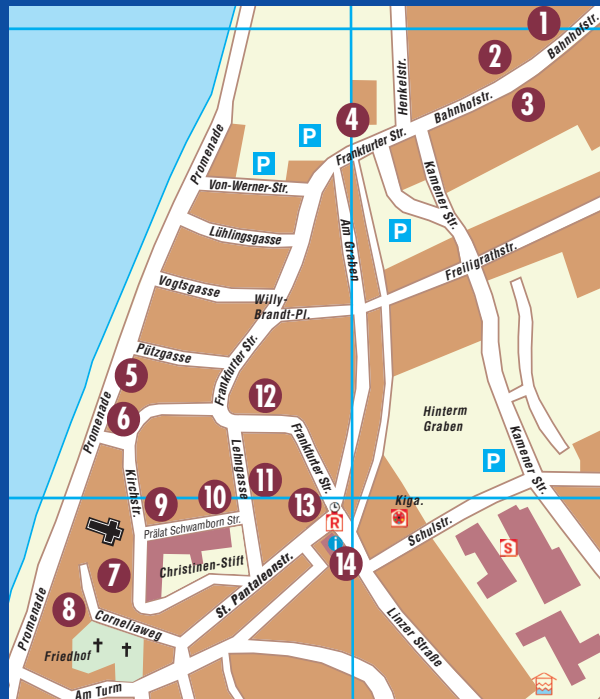 1
Bahnhofstr.
2
3
Henkelstr.
Bahnhofstr.
4
P
Frankfurter Str.
P
Promenade
Von-Werner-Str.
Kamener Str.
P
Am Graben
Lühlingsgasse
Freiligrathstr.
Vogtsgasse
Willy-
Brandt-Pl.
Pützgasse
Frankfurter Str.
5
12
Promenade
6
Hinterm
Graben
Frankfurter Str.
Kamener Str.
Lehngasse
P
Kirchstr.
11
10
9
13
Kiga.
R
Prälat Schwamborn Str.
Schulstr.
i
S
Christinen-Stift
14
7
St. Pantaleonstr.
8
Promenade
Corneliaweg
Linzer Straße
Friedhof
Am Turm